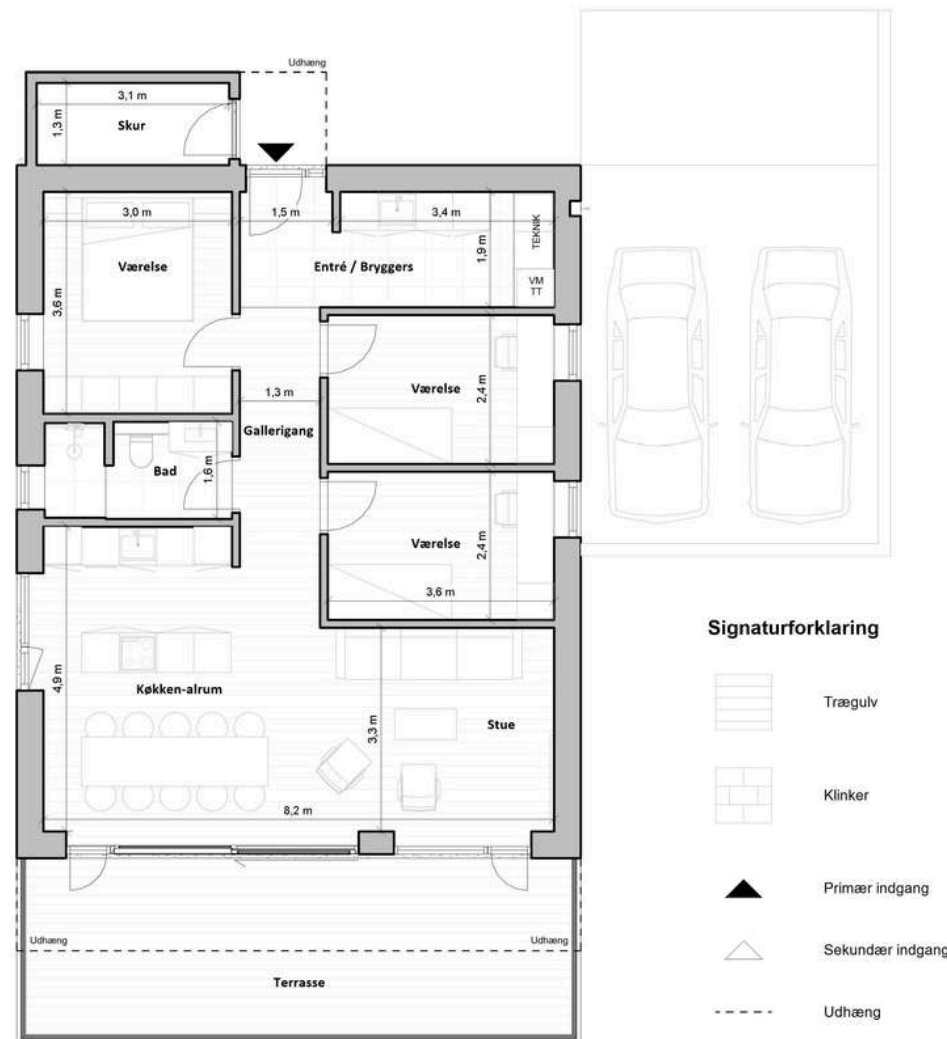 Udhæng
3,1 m
1,3 m
Skur
3,0 m
1,5 m
3,4 m
TEKNIK
1,9 m
Værelse
Entré / Bryggers
VM
TT
3,6 m
Værelse
2,4 m
1,3 m
Gallerigang
Bad
1,6 m
Værelse
2,4 m
3,6 m
4,9 m
Køkken-alrum
3,3 m
Stue
8,2 m
Udhæng
Udhæng
Terrasse
Signaturforklaring
Trægulv
Klinker
Primær indgang
Sekundær indgang
Udhæng